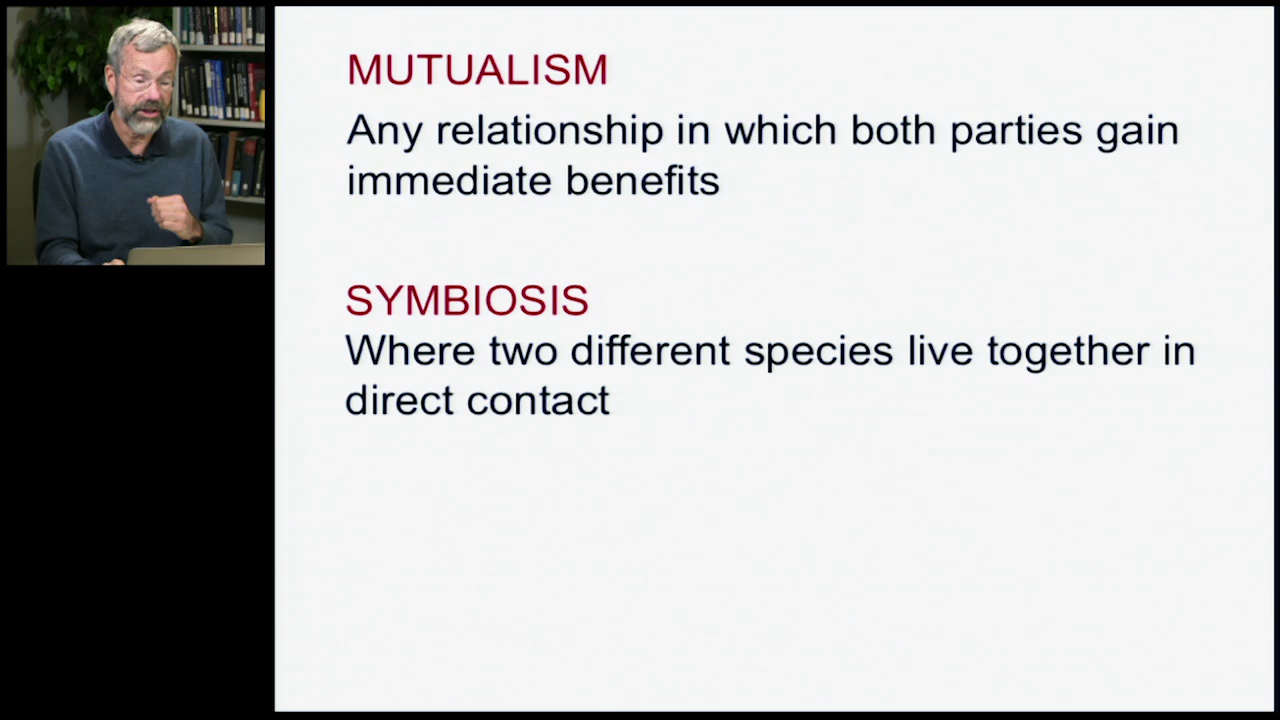 MUTUALISM
Any relationship in which both parties gain
immediate benefits
SYMBIOSIS
Where two different species live together in
direct contact